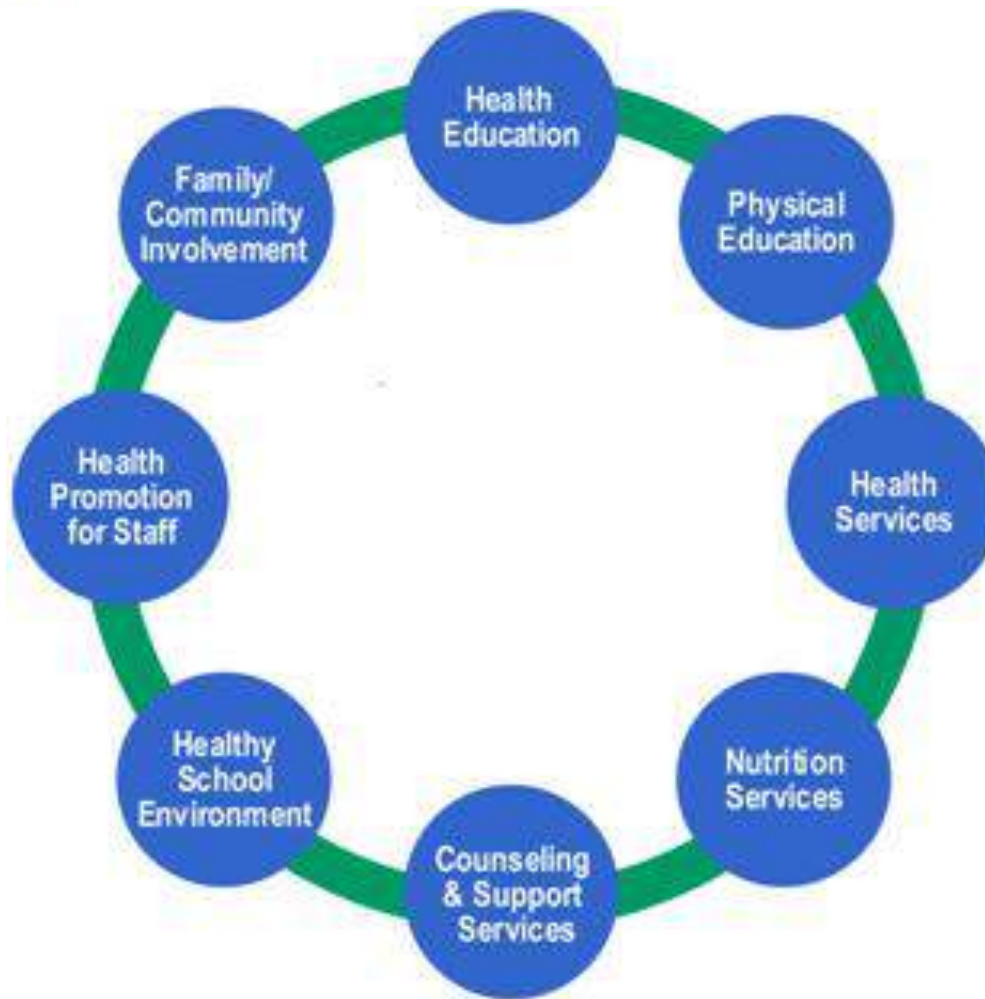 Health
Education
Physical
Education
Health
Services
Nutrition
Services
Counseling
& Support
Services
Healthy
School
Environment
Health
Promotion
for Staff
Family/
Community
Involvement